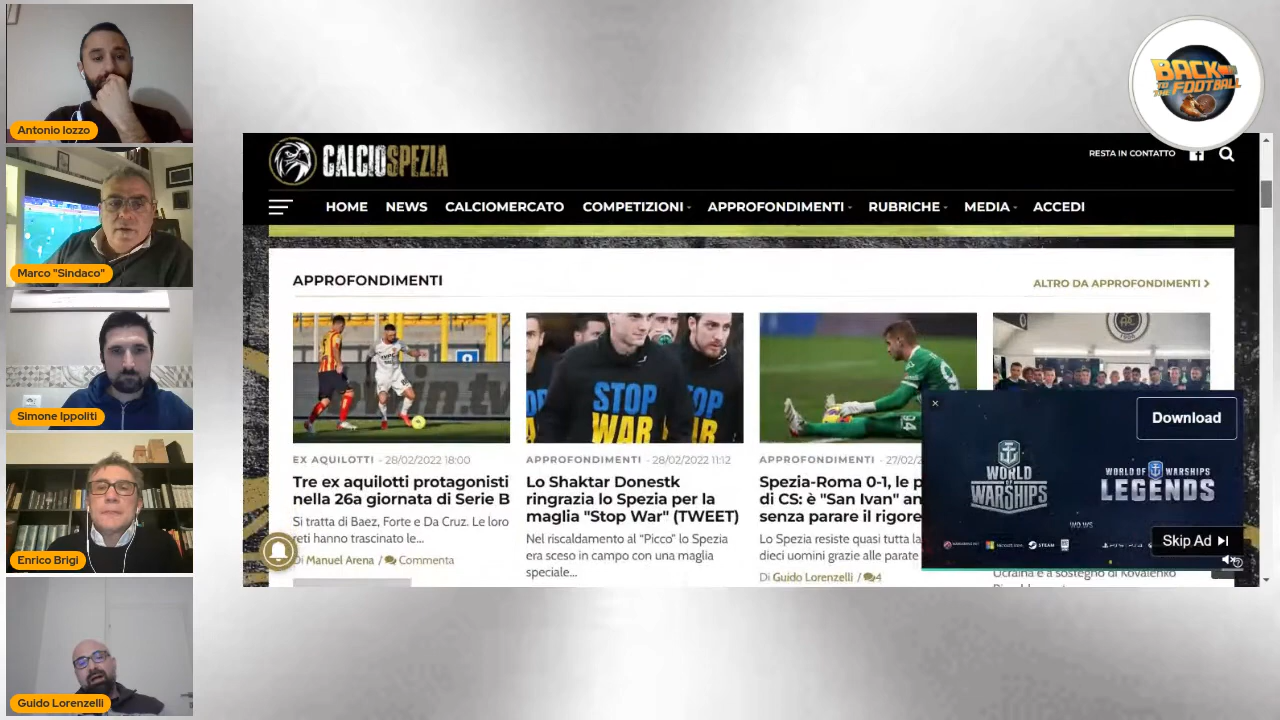 Antonio Iozzo
Marco "Sindaco"
Simone Ippoliti
Enrico Brigi
Guido Lorenzelli
BACK
TO THE FOOTBALL
CALCIOSPEZIA
RESTA IN CONTATTO
HOME NEWS CALCIOMERCATO COMPETIZIONI APPROFONDIMENTI RUBRICHE MEDIA ACCEDI
APPROFONDIMENTI
ALTRO DA APPROFONDIMENTI
STOP
WAR
OP
AR
EX AQUILOTTI - 28/02/2022 18:00
Tre ex aquilotti protagonisti
nella 26a giornata di Serie B
Si tratta di Baez, Forte e Da Cruz. Le loro
reti hanno trascinato le...
Di Manuel Arena / Commenta
APPROFONDIMENTI - 28/02/2022 11:12
Lo Shaktar Donestk
ringrazia lo Spezia per la
maglia "Stop War" (TWEET)
Nel riscaldamento al "Picco" lo Spezia
era sceso in campo con una maglia
speciale...
APPROFONDIMENTI - 27/02/2
Spezia-Roma 0-1, le p
di CS: è "San Ivan" an
senza parare il rigore
Lo Spezia resiste quasi tutta la
dieci uomini grazie alle parate
Di Guido Lorenzelli / 4
Download
WORLD
OF
WARSHIPS
WORLD OF WARSHIPS
LEGENDS
STEAM
Skip Ad
Ucraina e a sostegno di Kovalenko